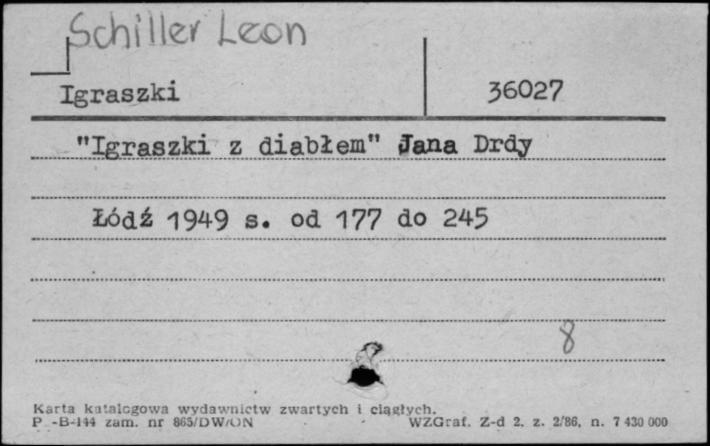 Schiller Leon
Igraszki 36027
"Igraszki z diabłem" Jana Drdy
Łódź 1949 s. od 177 do 245
8
Karta katalogowa wydawnictw zwartych i ciągłych.
P -B-144 zam. nr 865/DW/ON WZGraf. Z-d 2. z. 2/86, n. 7 430 000